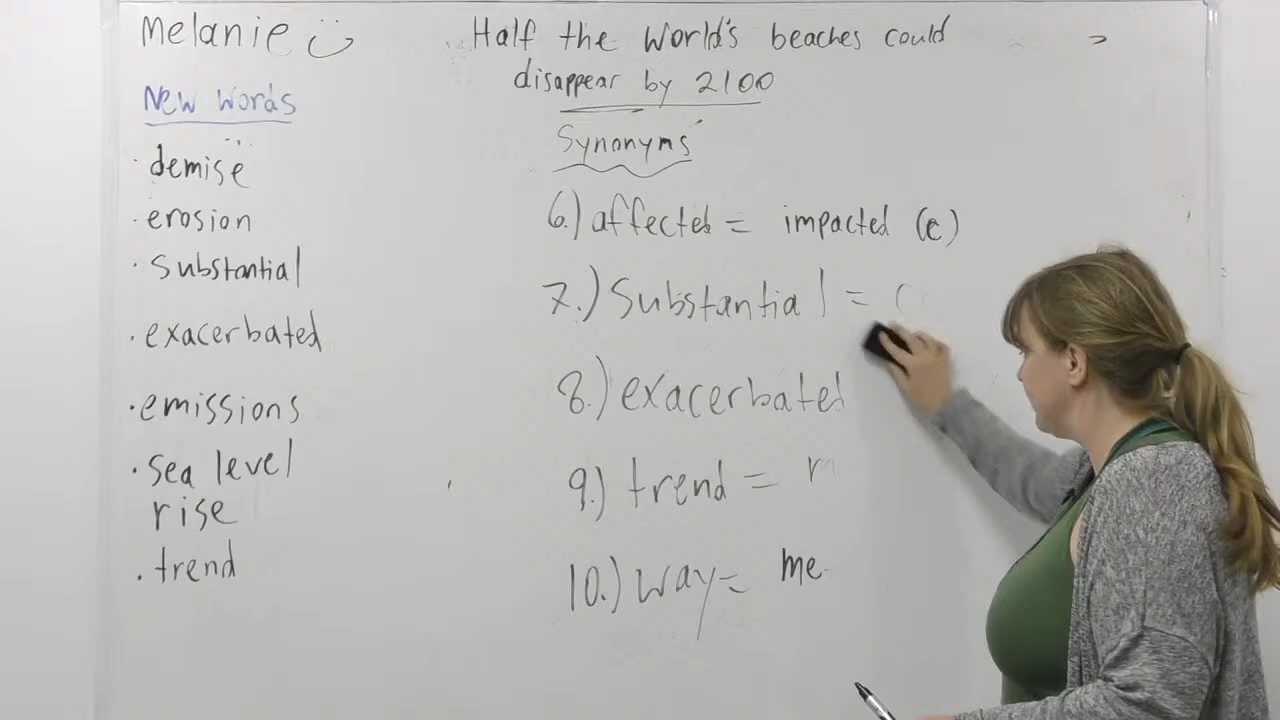 Melanie
Half the World's beaches could
disappear by 2100
New words
Synonyms
demise
erosion
substantial
exacerbated
emissions
sea level
rise
trend
6.) affected = impacted (c)
7.) Substantial = (
8.) exacerbated
9.) trend =
10.) way = me